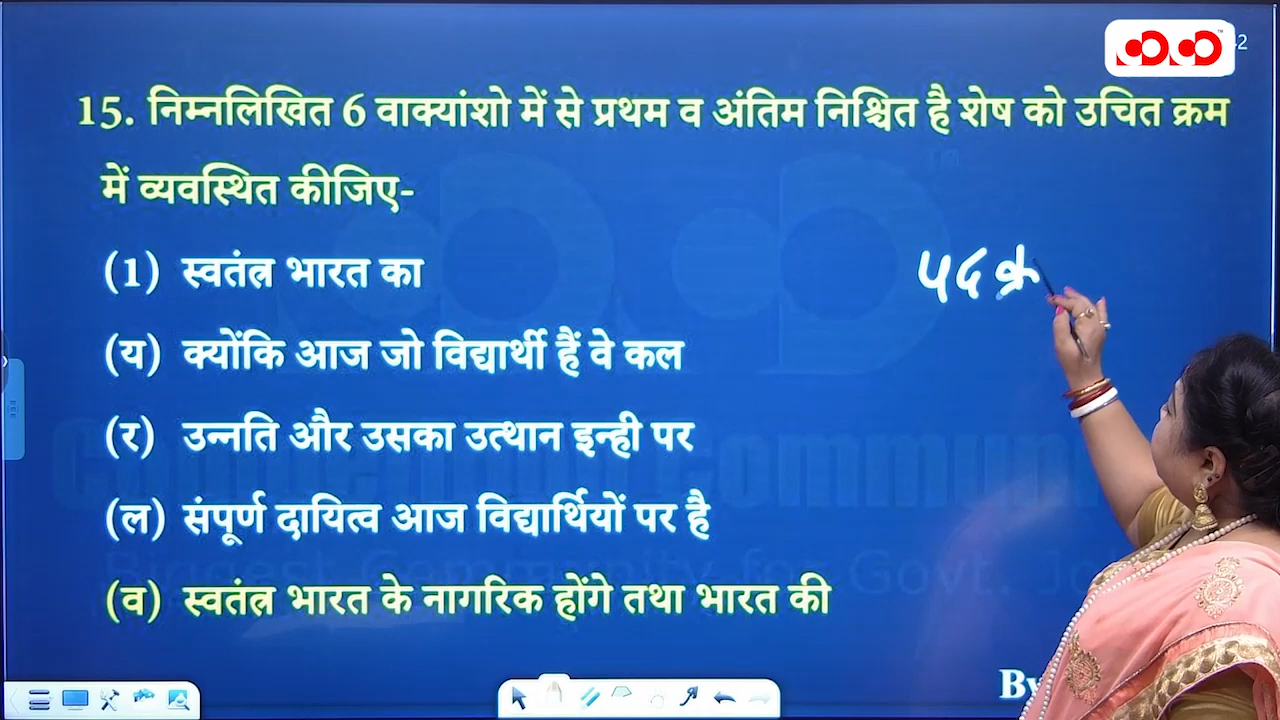 15. निम्नलिखित 6 वाक्यांशो में से प्रथम व अंतिम निश्चित है शेष को उचित क्रम
में व्यवस्थित कीजिए-
(1) स्वतंत्र भारत का
पद क्र
(य) क्योंकि आज जो विद्यार्थी हैं वे कल
(र) उन्नति और उसका उत्थान इन्ही पर
(ल) संपूर्ण दायित्व आज विद्यार्थियों पर है
(व) स्वतंत्र भारत के नागरिक होंगे तथा भारत की
By